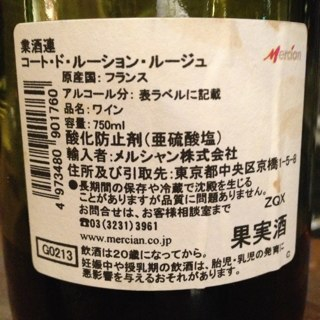 業酒連
Mercian
コート・ド・ルーション・ルージュ
原産国：フランス
アルコール分：表ラベルに記載
品名：ワイン
容量：750ml
酸化防止剤（亜硫酸塩）
輸入者：メルシャン株式会社
住所及び引取先：東京都中央区京橋1-5-8
●長期間の保存や冷蔵で沈殿を生じる
ことがありますが品質に問題ありません。
お問合せは、お客様相談室まで
☎03(3231)3961
ZQX
www.mercian.co.jp
果実酒
G0213
飲酒は20歳になってから。
妊娠中や授乳期の飲酒は、胎児・乳児の発育に
悪影響を与えるおそれがあります。
4 973480 901760